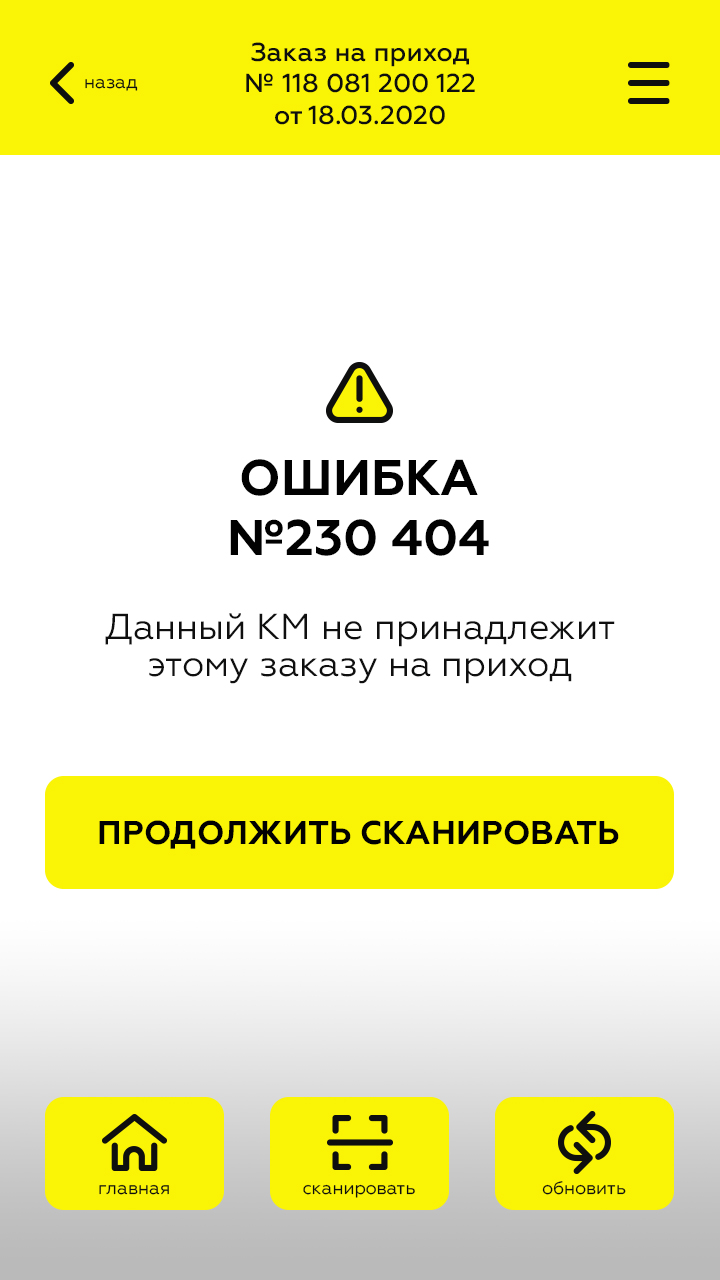 назад
Заказ на приход
№ 118 081 200 122
от 18.03.2020
ОШИБКА
№230 404
Данный КМ не принадлежит
этому заказу на приход
ПРОДОЛЖИТЬ СКАНИРОВАТЬ
главная
сканировать
обновить